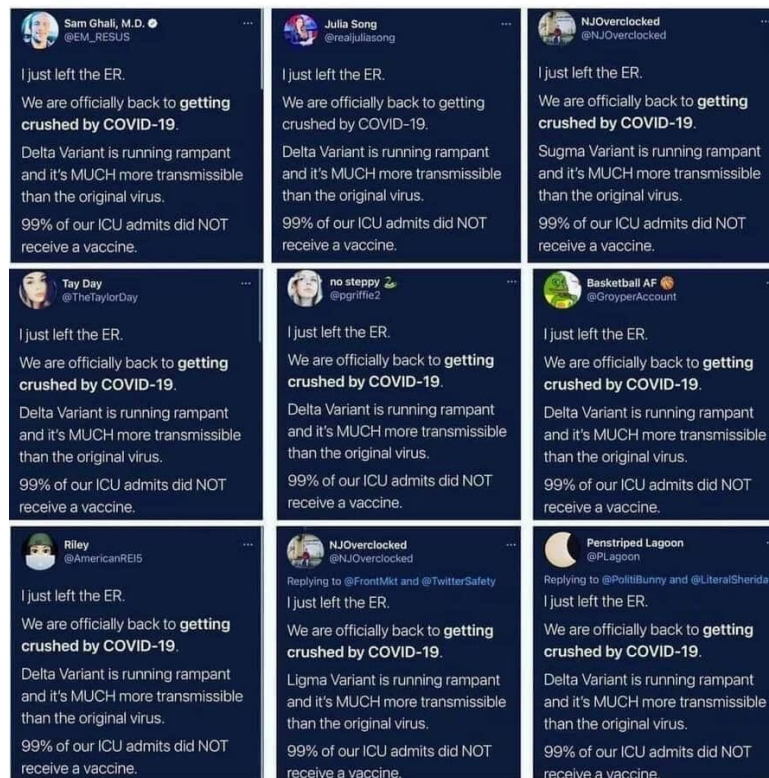 Sam Ghali, M.D.
@EM_RESUS
I just left the ER.
We are officially back to getting
crushed by COVID-19.
Delta Variant is running rampant
and it's MUCH more transmissible
than the original virus.
99% of our ICU admits did NOT
receive a vaccine.
Julia Song
@realjuliasong
I just left the ER.
We are officially back to getting
crushed by COVID-19.
Delta Variant is running rampant
and it's MUCH more transmissible
than the original virus.
99% of our ICU admits did NOT
receive a vaccine.
NJOverclocked
@NJOverclocked
I just left the ER.
We are officially back to getting
crushed by COVID-19.
Sugma Variant is running rampant
and it's MUCH more transmissible
than the original virus.
99% of our ICU admits did NOT
receive a vaccine.
Tay Day
@TheTaylorDay
I just left the ER.
We are officially back to getting
crushed by COVID-19.
Delta Variant is running rampant
and it's MUCH more transmissible
than the original virus.
99% of our ICU admits did NOT
receive a vaccine.
no steppy 🐍
@pgriffie2
I just left the ER.
We are officially back to getting
crushed by COVID-19.
Delta Variant is running rampant
and it's MUCH more transmissible
than the original virus.
99% of our ICU admits did NOT
receive a vaccine.
Basketball AF 🏀
@GroyperAccount
I just left the ER.
We are officially back to getting
crushed by COVID-19.
Delta Variant is running rampant
and it's MUCH more transmissible
than the original virus.
99% of our ICU admits did NOT
receive a vaccine.
Riley
@AmericanREI5
I just left the ER.
We are officially back to getting
crushed by COVID-19.
Delta Variant is running rampant
and it's MUCH more transmissible
than the original virus.
99% of our ICU admits did NOT
receive a vaccine.
NJOverclocked
@NJOverclocked
Replying to @FrontMkt and @TwitterSafety
I just left the ER.
We are officially back to getting
crushed by COVID-19.
Ligma Variant is running rampant
and it's MUCH more transmissible
than the original virus.
99% of our ICU admits did NOT
receive a vaccine.
Penstriped Lagoon
@PLagoon
Replying to @PolitiBunny and @LiteralSherida
I just left the ER.
We are officially back to getting
crushed by COVID-19.
Delta Variant is running rampant
and it's MUCH more transmissible
than the original virus.
99% of our ICU admits did NOT
receive a vaccine.